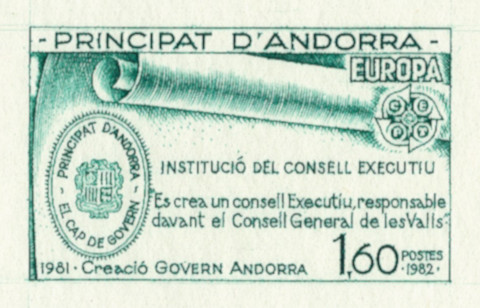 - PRINCIPAT D'ANDORRA -
EUROPA
CEPT
PRINCIPAT D'ANDORRA
EL CAP DE GOVERN
INSTITUCIÓ DEL CONSELL EXECUTIU
"Es crea un consell Executiu, responsable
davant el Consell General de les Valls"
1,60 POSTES
·1982·
1981 · Creació GOVERN ANDORRA